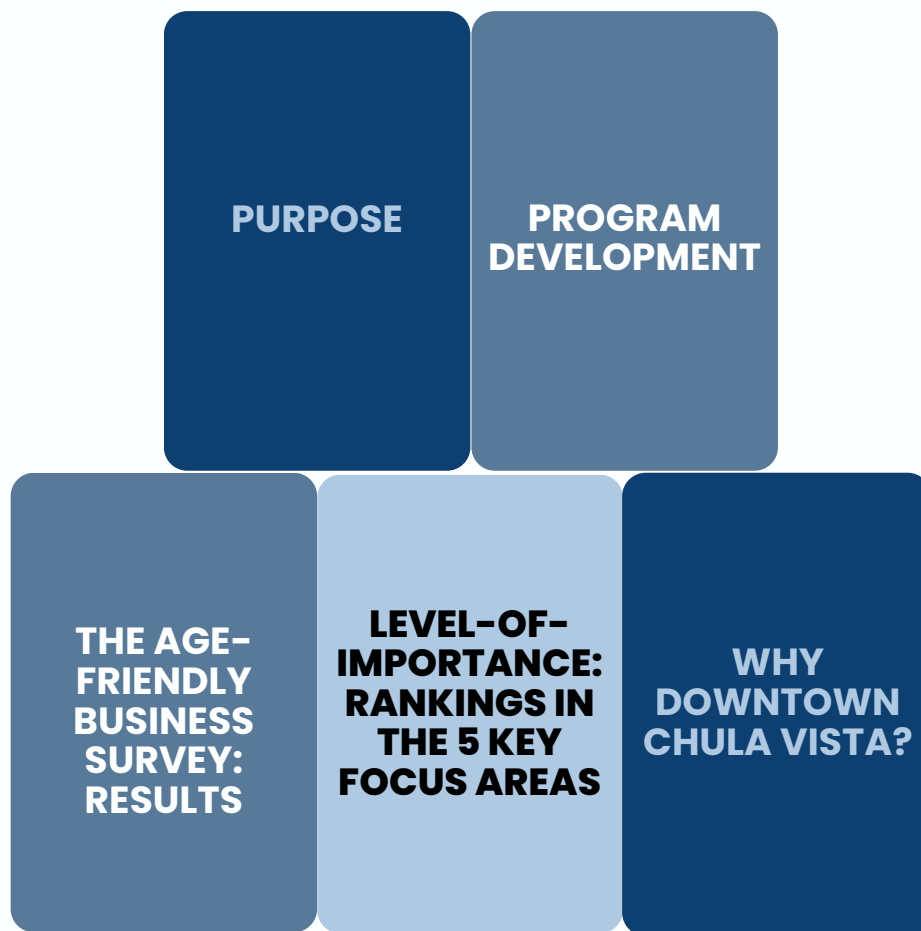 PURPOSE
PROGRAM
DEVELOPMENT
THE AGE-
FRIENDLY
BUSINESS
SURVEY:
RESULTS
LEVEL-OF-
IMPORTANCE:
RANKINGS IN
THE 5 KEY
FOCUS AREAS
WHY
DOWNTOWN
CHULA VISTA?